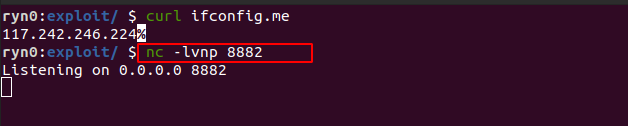 ryn0:exploit/ $ curl ifconfig.me
117.242.246.224%
ryn0:exploit/ $ nc -lvnp 8882
Listening on 0.0.0.0 8882